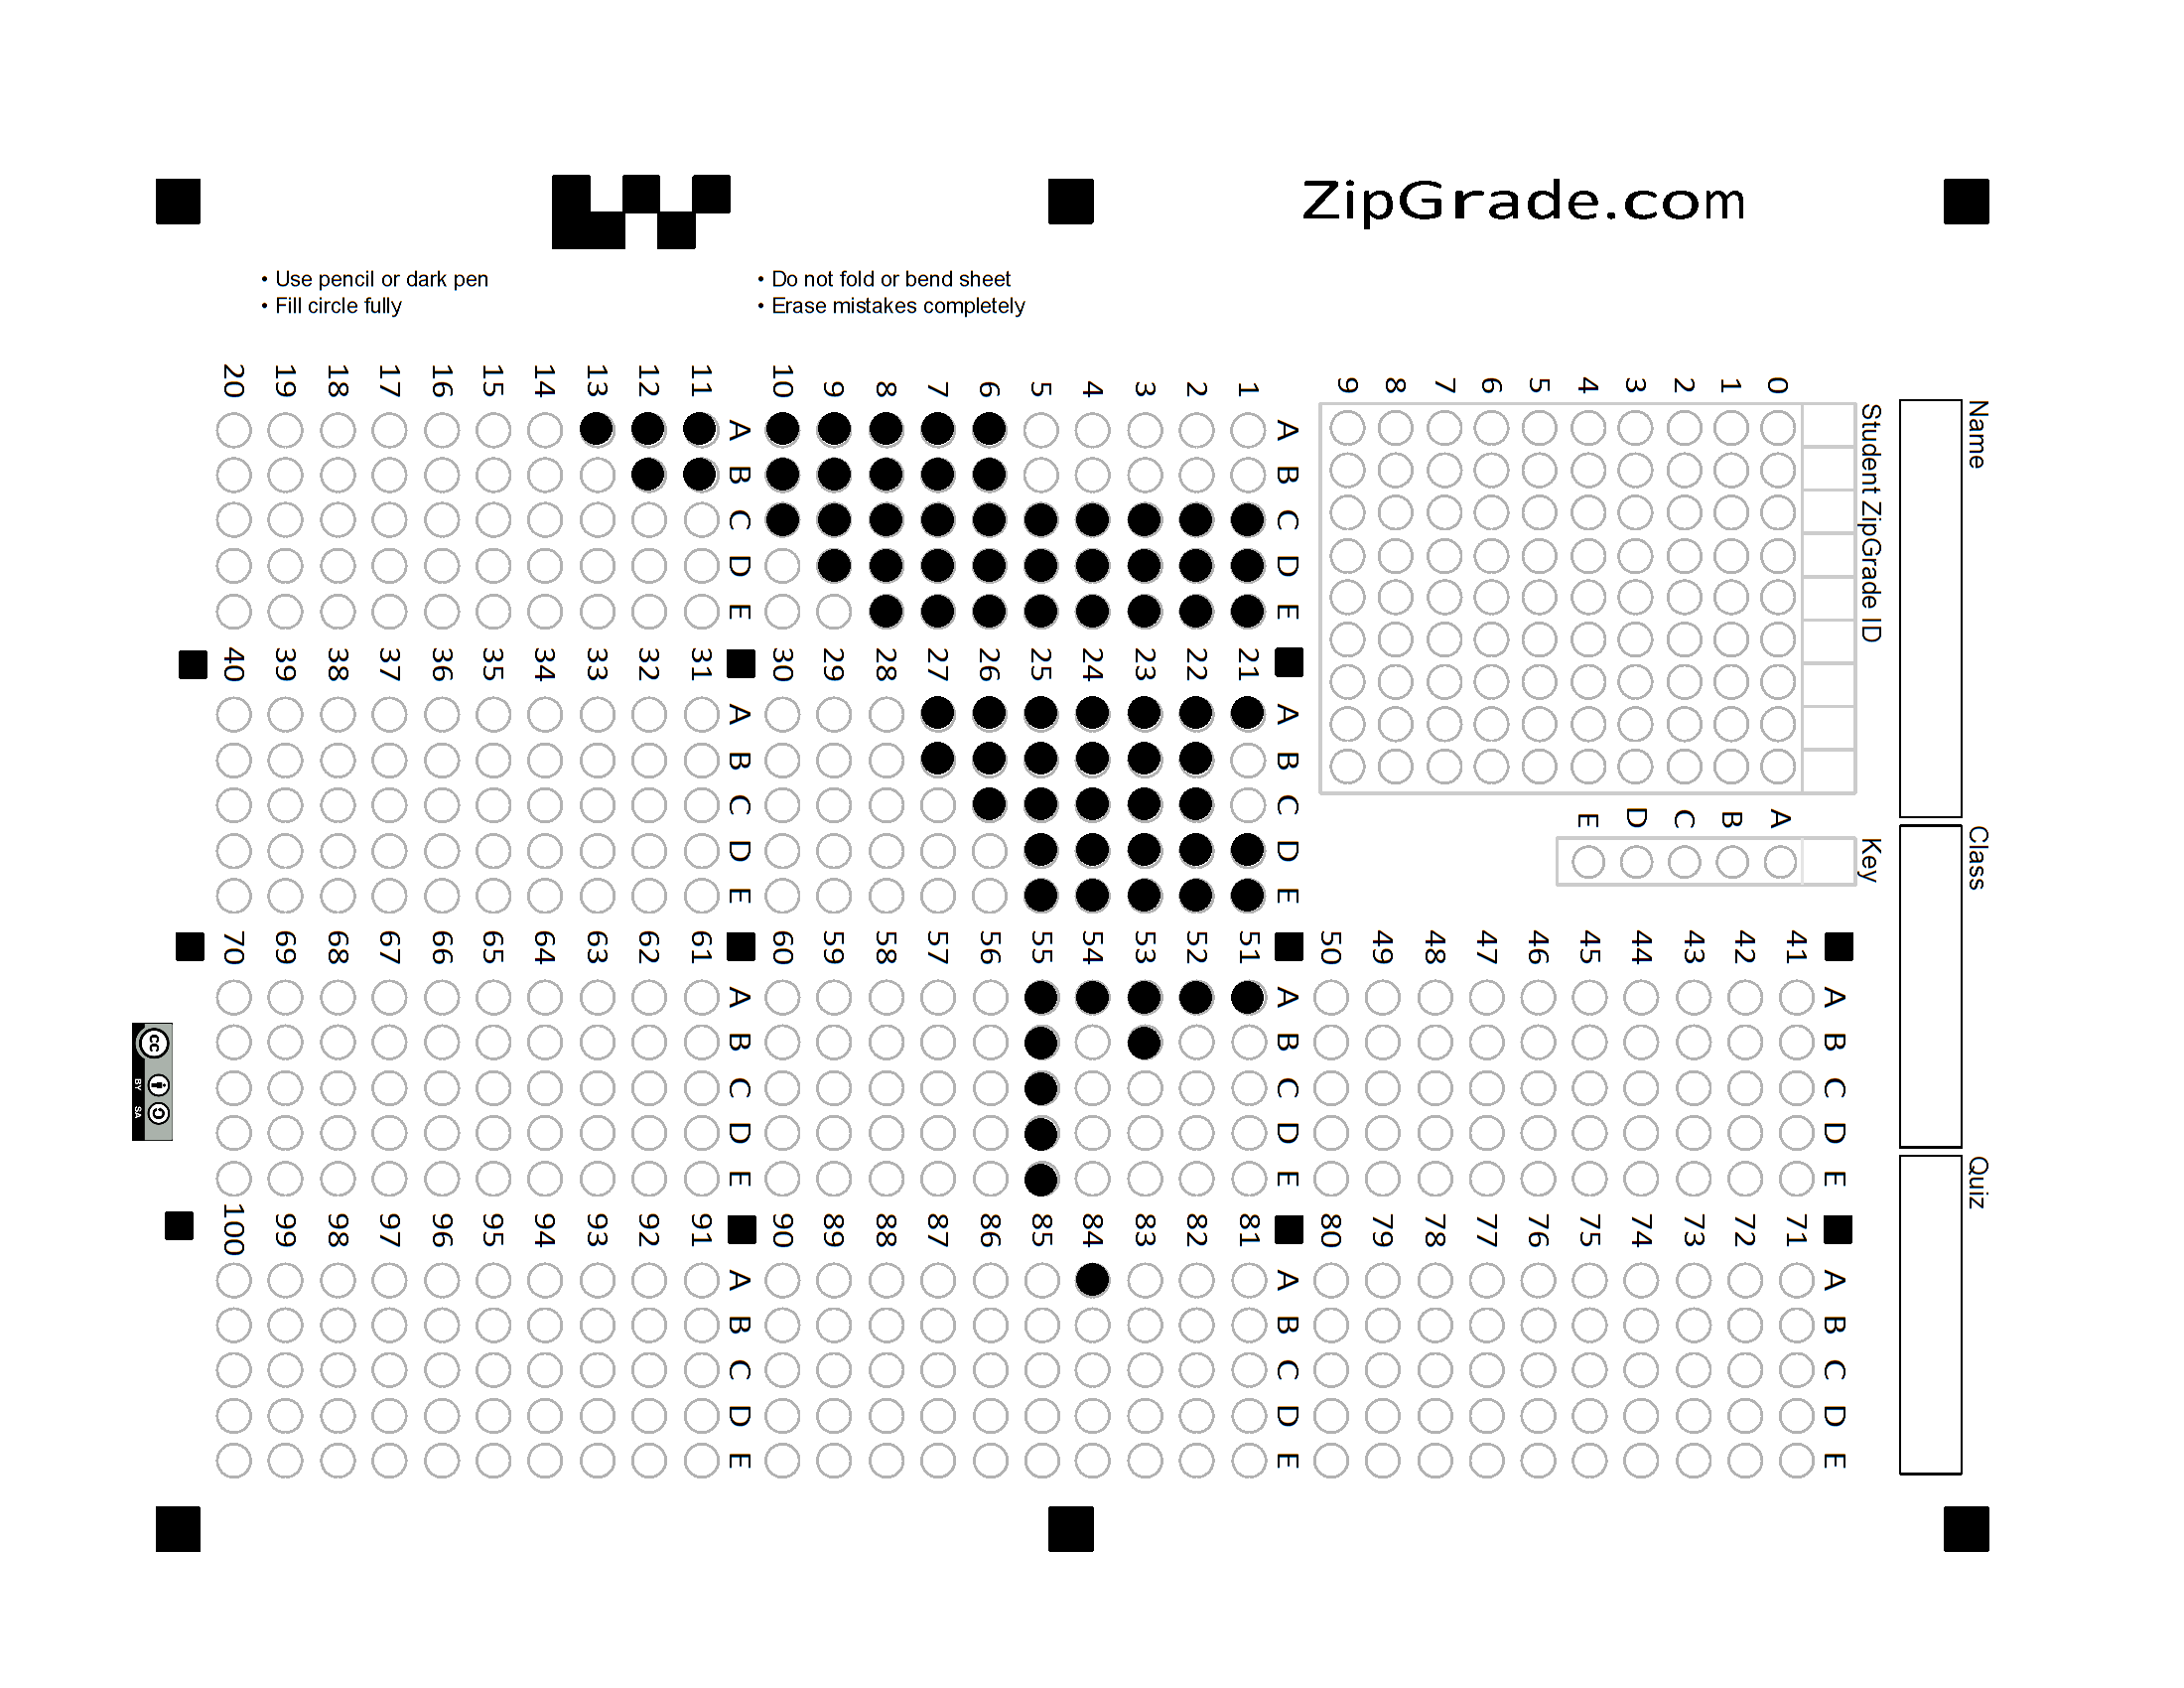 ZipGrade.com
• Use pencil or dark pen
• Fill circle fully
• Do not fold or bend sheet
• Erase mistakes completely
Name
Class
Quiz
Student ZipGrade ID
0 1 2 3 4 5 6 7 8 9
Key
A B C D E
A B C D E
1 2 3 4 5 6 7 8 9 10
A B C D E
11 12 13 14 15 16 17 18 19 20
21 22 23 24 25 26 27 28 29 30
A B C D E
31 32 33 34 35 36 37 38 39 40
A B C D E
41 42 43 44 45 46 47 48 49 50
A B C D E
51 52 53 54 55 56 57 58 59 60
A B C D E
61 62 63 64 65 66 67 68 69 70
A B C D E
71 72 73 74 75 76 77 78 79 80
A B C D E
81 82 83 84 85 86 87 88 89 90
A B C D E
91 92 93 94 95 96 97 98 99 100
A B C D E
cc BY SA